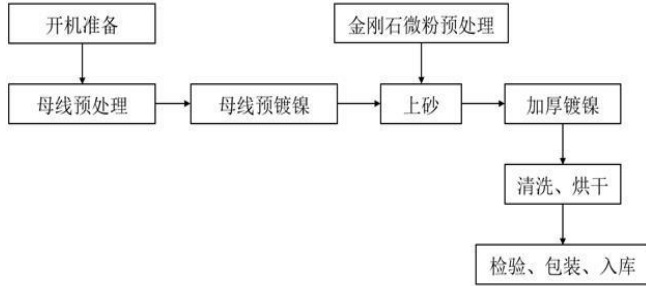 开机准备
金刚石微粉预处理
母线预处理
母线预镀镍
上砂
加厚镀镍
清洗、烘干
检验、包装、入库